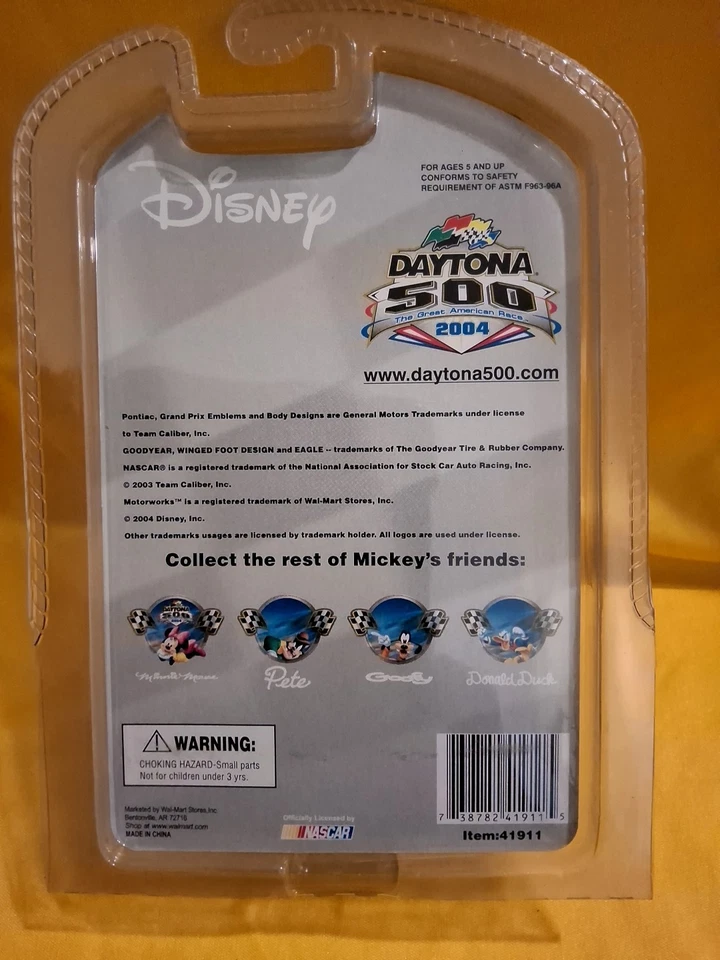 Disney
FOR AGES 5 AND UP
CONFORMS TO SAFETY
REQUIREMENT OF ASTM F963-96A
DAYTONA
500
The Great American Race
2004
www.daytona500.com
Pontiac, Grand Prix Emblems and Body Designs are General Motors Trademarks under license
to Team Caliber, Inc.
GOODYEAR, WINGED FOOT DESIGN and EAGLE -- trademarks of The Goodyear Tire & Rubber Company.
NASCAR® is a registered trademark of the National Association for Stock Car Auto Racing, Inc.
© 2003 Team Caliber, Inc.
Motorworks™ is a registered trademark of Wal-Mart Stores, Inc.
© 2004 Disney, Inc.
Other trademarks usages are licensed by trademark holder. All logos are used under license.
Collect the rest of Mickey's friends:
DAYTONA
500
Minnie Mouse Pete Goofy Donald Duck
WARNING:
CHOKING HAZARD-Small parts
Not for children under 3 yrs.
Marketed by Wal-Mart Stores,Inc
Bentonville, AR 72716
Shop at www.walmart.com
MADE IN CHINA
Officially Licensed by
NASCAR
7 38782 41911 5
Item:41911